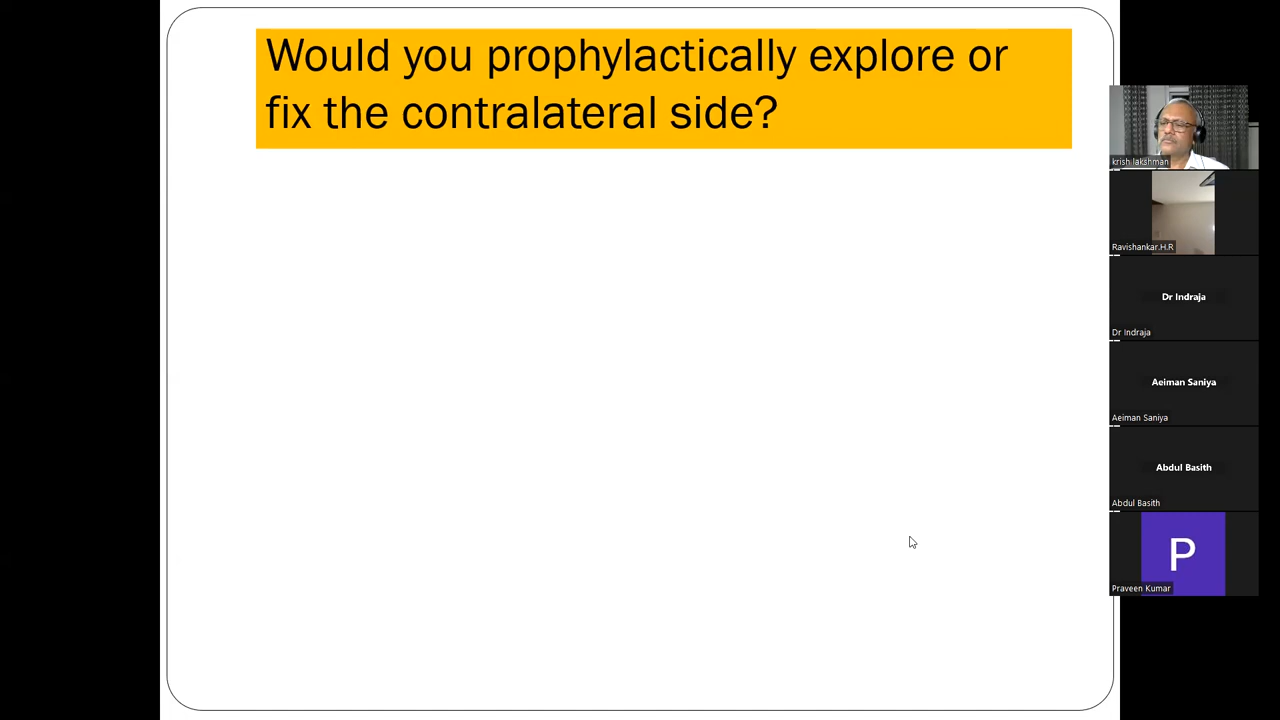 Would you prophylactically explore or
fix the contralateral side?
krish lakshman
Ravishankar.H.R
Dr Indraja
Dr Indraja
Aeiman Saniya
Aeiman Saniya
Abdul Basith
Abdul Basith
P
Praveen Kumar